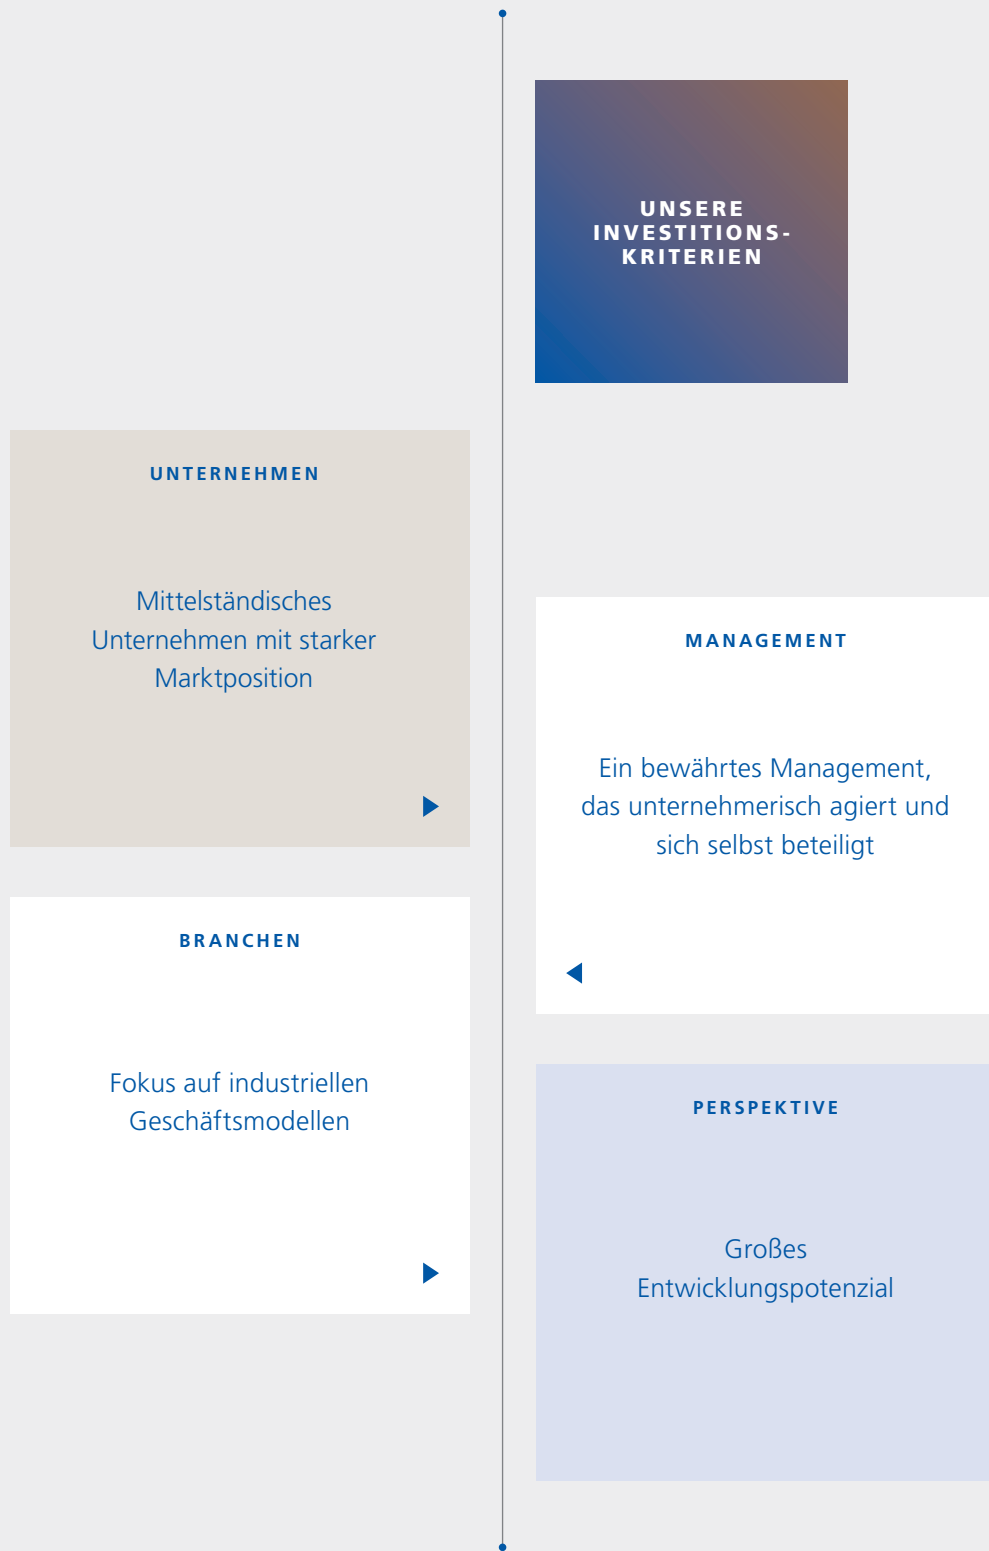 UNSERE
INVESTITIONS-
KRITERIEN
UNTERNEHMEN
Mittelständisches
Unternehmen mit starker
Marktposition
MANAGEMENT
Ein bewährtes Management,
das unternehmerisch agiert und
sich selbst beteiligt
BRANCHEN
Fokus auf industriellen
Geschäftsmodellen
PERSPEKTIVE
Großes
Entwicklungspotenzial